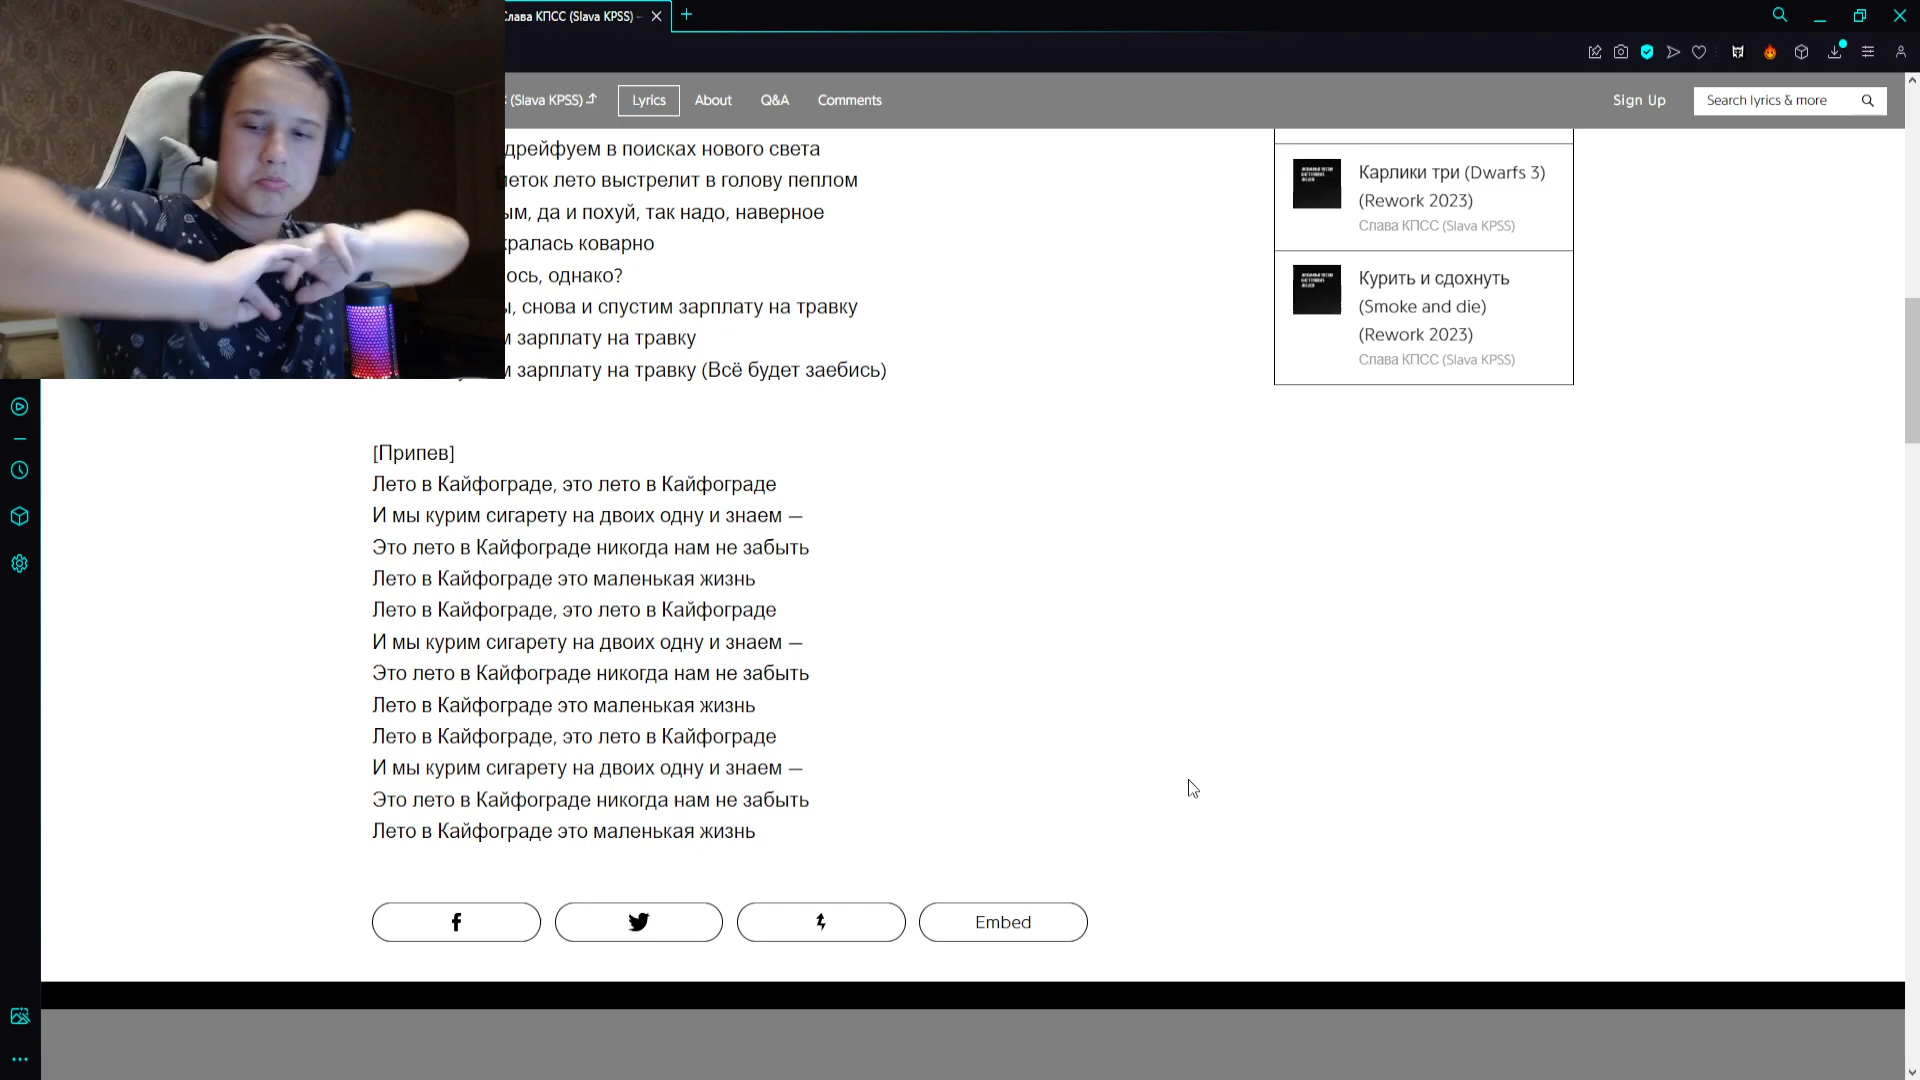 Слава КПСС (Slava KPSS) –
(Slava KPSS)
Lyrics
About
Q&A
Comments
Sign Up
Search lyrics & more
дрейфуем в поисках нового света
лето выстрелит в голову пеплом
да и похуй, так надо, наверное
коварно
однако?
снова и спустим зарплату на травку
зарплату на травку
зарплату на травку (Всё будет заебись)
[Припев]
Лето в Кайфограде, это лето в Кайфограде
И мы курим сигарету на двоих одну и знаем —
Это лето в Кайфограде никогда нам не забыть
Лето в Кайфограде это маленькая жизнь
Лето в Кайфограде, это лето в Кайфограде
И мы курим сигарету на двоих одну и знаем —
Это лето в Кайфограде никогда нам не забыть
Лето в Кайфограде это маленькая жизнь
Лето в Кайфограде, это лето в Кайфограде
И мы курим сигарету на двоих одну и знаем —
Это лето в Кайфограде никогда нам не забыть
Лето в Кайфограде это маленькая жизнь
Embed
Карлики три (Dwarfs 3)
(Rework 2023)
Слава КПСС (Slava KPSS)
Курить и сдохнуть
(Smoke and die)
(Rework 2023)
Слава КПСС (Slava KPSS)